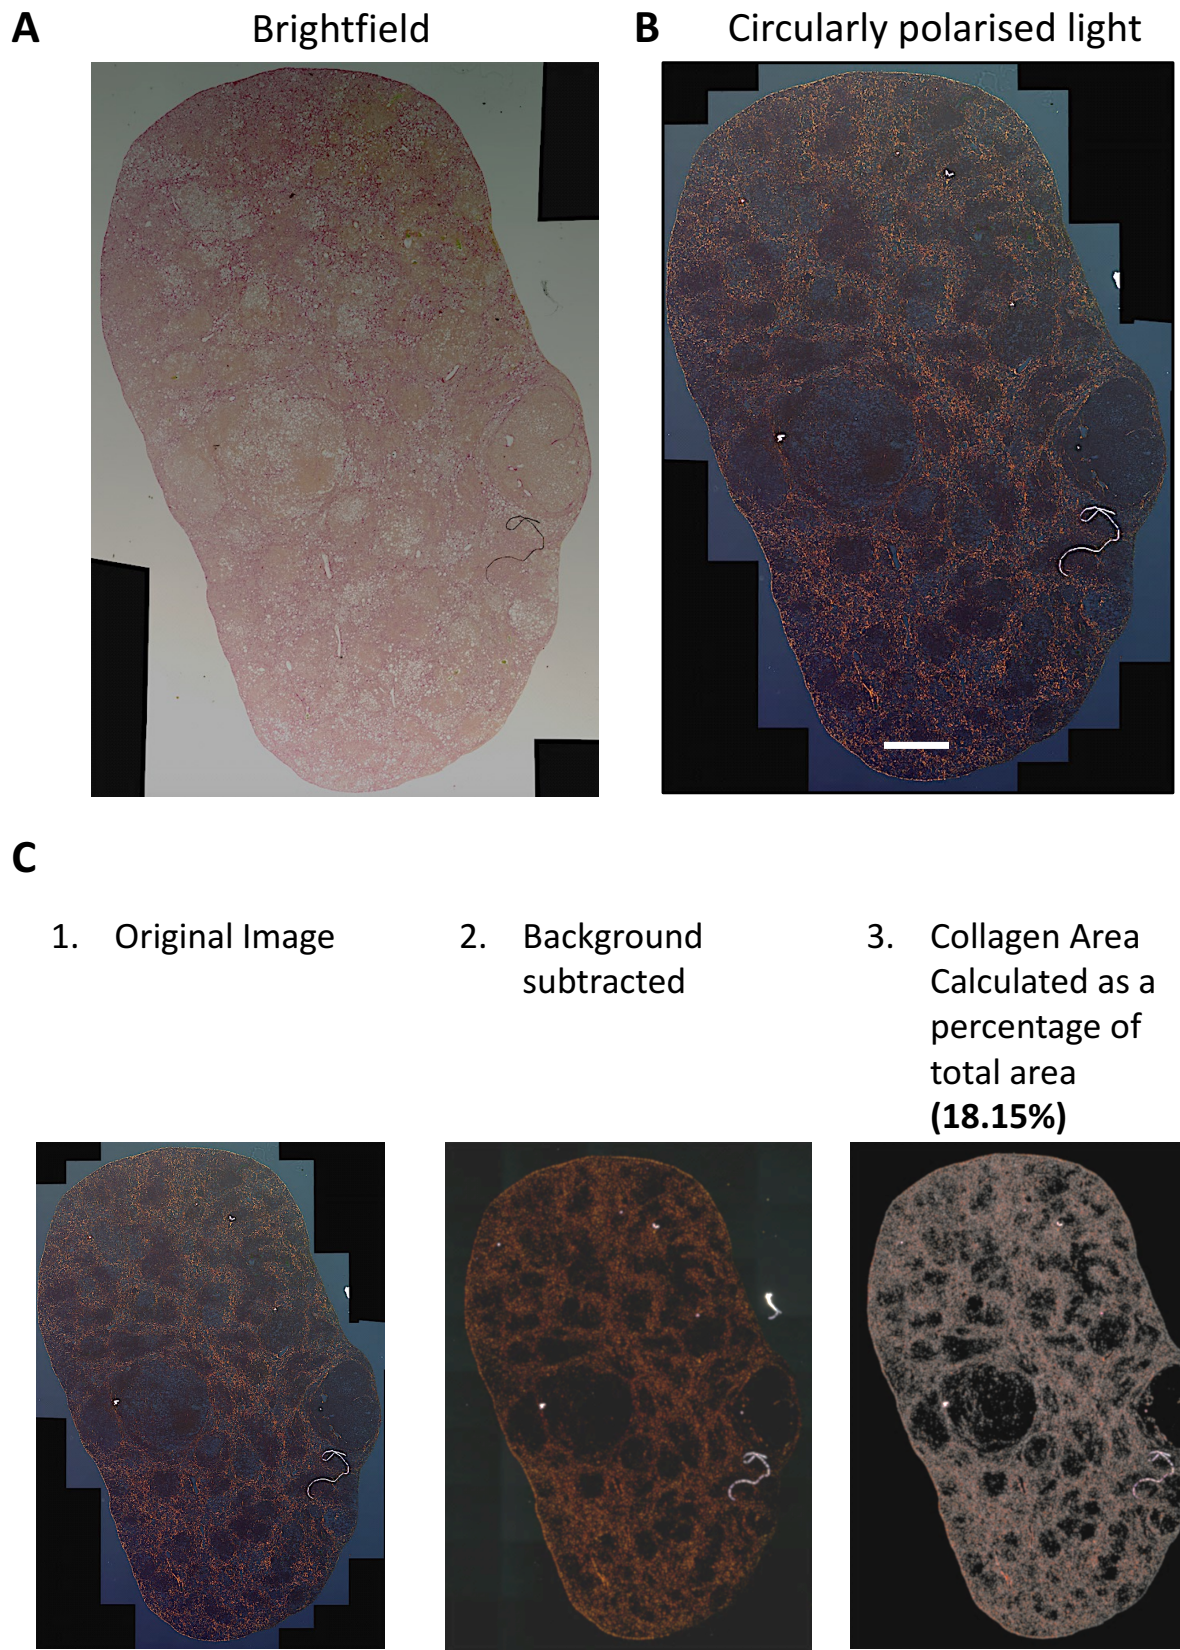 A
Brightfield
B
Circularly polarised light
C
1. Original Image
2. Background
subtracted
3. Collagen Area
Calculated as a
percentage of
total area
(18.15%)